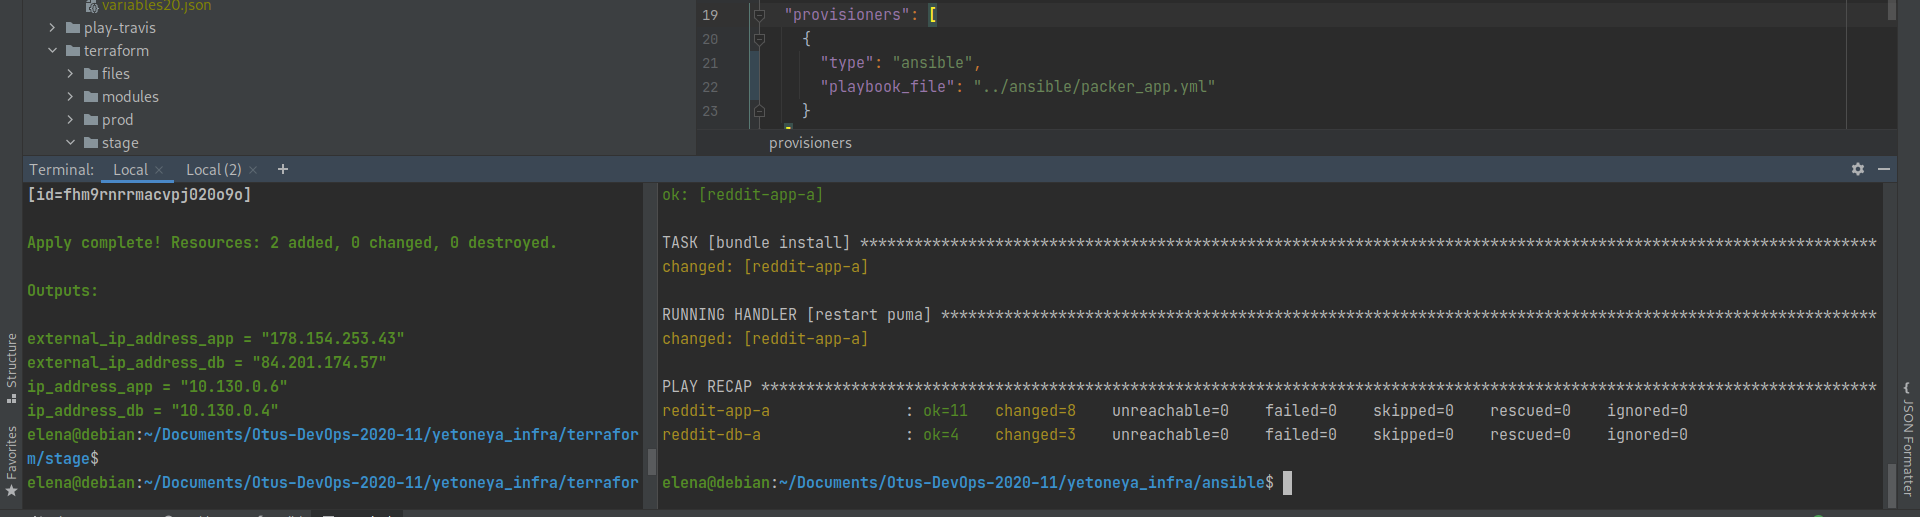 variables20.json
play-travis
terraform
files
modules
prod
stage
19 "provisioners": [
20 {
21 "type": "ansible",
22 "playbook_file": "../ansible/packer_app.yml"
23 }
provisioners
Terminal: Local Local (2)
[id=fhm9rnrrmacvpj020o9o]
Apply complete! Resources: 2 added, 0 changed, 0 destroyed.
Outputs:
external_ip_address_app = "178.154.253.43"
external_ip_address_db = "84.201.174.57"
ip_address_app = "10.130.0.6"
ip_address_db = "10.130.0.4"
elena@debian:~/Documents/Otus-DevOps-2020-11/yetoneya_infra/terrafor
m/stage$
elena@debian:~/Documents/Otus-DevOps-2020-11/yetoneya_infra/terrafor
ok: [reddit-app-a]
TASK [bundle install] *****************************************************************************************************************
changed: [reddit-app-a]
RUNNING HANDLER [restart puma] ********************************************************************************************************
changed: [reddit-app-a]
PLAY RECAP ****************************************************************************************************************************
reddit-app-a : ok=11 changed=8 unreachable=0 failed=0 skipped=0 rescued=0 ignored=0
reddit-db-a : ok=4 changed=3 unreachable=0 failed=0 skipped=0 rescued=0 ignored=0
elena@debian:~/Documents/Otus-DevOps-2020-11/yetoneya_infra/ansible$
Structure
Favorites
{ JSON Formatter